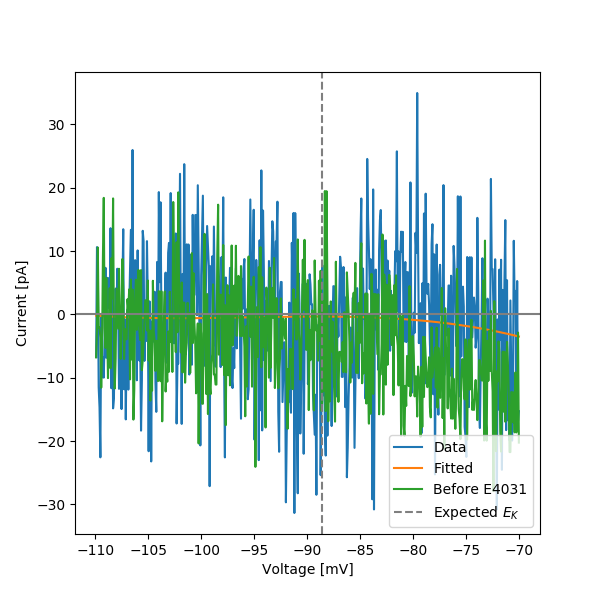 Current [pA]
30
20
10
0
−10
−20
−30
Data
Fitted
Before E4031
Expected E_K
−110 −105 −100 −95 −90 −85 −80 −75 −70
Voltage [mV]